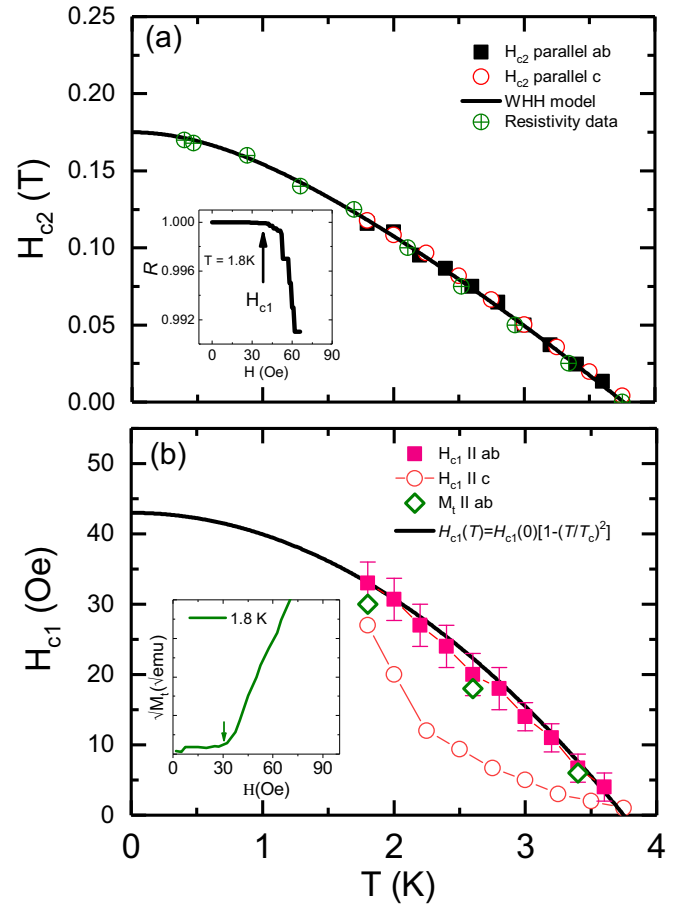 (a)
H_c2 parallel ab
H_c2 parallel c
WHH model
Resistivity data
H_c2 (T)
0.25
0.20
0.15
0.10
0.05
0.00
R
1.000
0.996
0.992
T = 1.8K
H_c1
0 30 60 90
H (Oe)
(b)
H_c1 II ab
H_c1 II c
M_t II ab
H_c1(T)=H_c1(0)[1-(T/T_c)^2]
H_c1 (Oe)
50
40
30
20
10
0
√M_t(√emu)
1.8 K
0 30 60 90
H(Oe)
0 1 2 3 4
T (K)